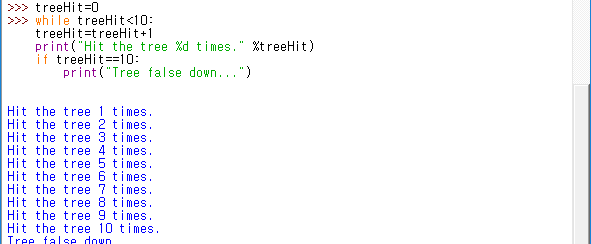 >>> treeHit=0
>>> while treeHit<10:
treeHit=treeHit+1
print("Hit the tree %d times." %treeHit)
if treeHit==10:
print("Tree false down...")
Hit the tree 1 times.
Hit the tree 2 times.
Hit the tree 3 times.
Hit the tree 4 times.
Hit the tree 5 times.
Hit the tree 6 times.
Hit the tree 7 times.
Hit the tree 8 times.
Hit the tree 9 times.
Hit the tree 10 times.
Tree false down